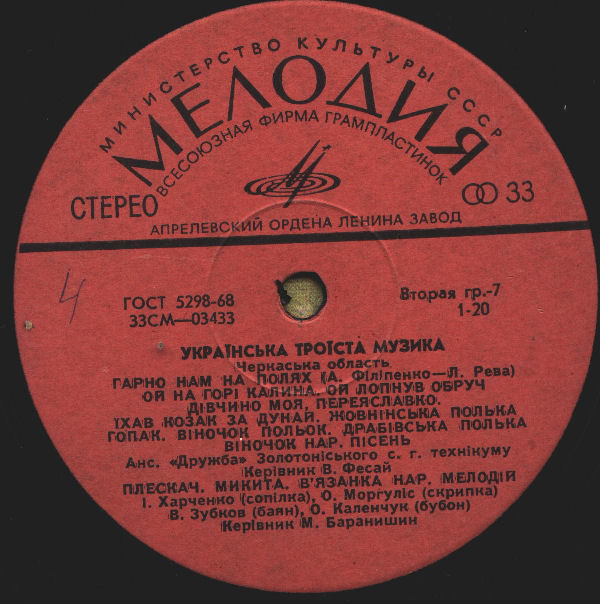 МИНИСТЕРСТВО КУЛЬТУРЫ СССР
МЕЛОДИЯ
ВСЕСОЮЗНАЯ ФИРМА ГРАМПЛАСТИНОК
СТЕРЕО
33
АПРЕЛЕВСКИЙ ОРДЕНА ЛЕНИНА ЗАВОД
4
ГОСТ 5298-68
33СМ—03433
Вторая гр.-7
1-20
УКРАЇНСЬКА ТРОЇСТА МУЗИКА
Черкаська область
ГАРНО НАМ НА ПОЛЯХ (А. Філіпенко—Л. Рева)
ОЙ НА ГОРІ КАЛИНА. ОЙ ЛОПНУВ ОБРУЧ
ДІВЧИНО МОЯ, ПЕРЕЯСЛАВКО.
ЇХАВ КОЗАК ЗА ДУНАЙ. ЖОВНІНСЬКА ПОЛЬКА
ГОПАК. ВІНОЧОК ПОЛЬОК. ДРАБІВСЬКА ПОЛЬКА
ВІНОЧОК НАР. ПІСЕНЬ
Анс. «Дружба» Золотоніського с. г. технікуму
Керівник В. Фесай
ПЛЕСКАЧ. МИКИТА. В'ЯЗАНКА НАР. МЕЛОДІЙ
І. Харченко (сопілка), О. Моргуліс (скрипка)
В. Зубков (баян), О. Каленчук (бубон)
Керівник М. Баранишин